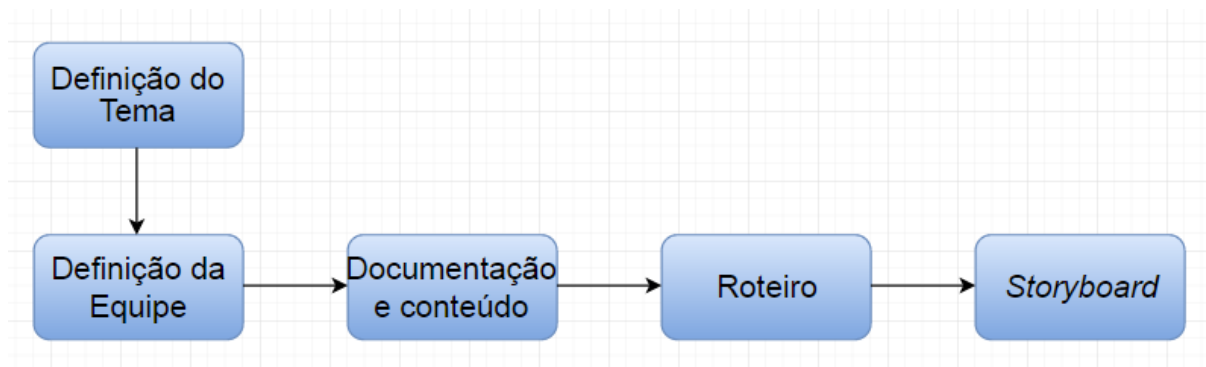 Definição do
Tema
Definição da
Equipe
Documentação
e conteúdo
Roteiro
Storyboard